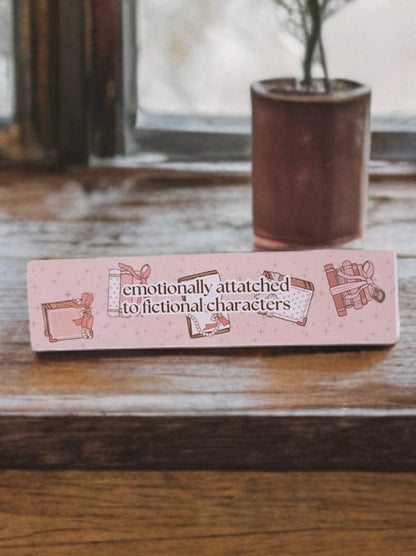 emotionally attatched
to fictional characters